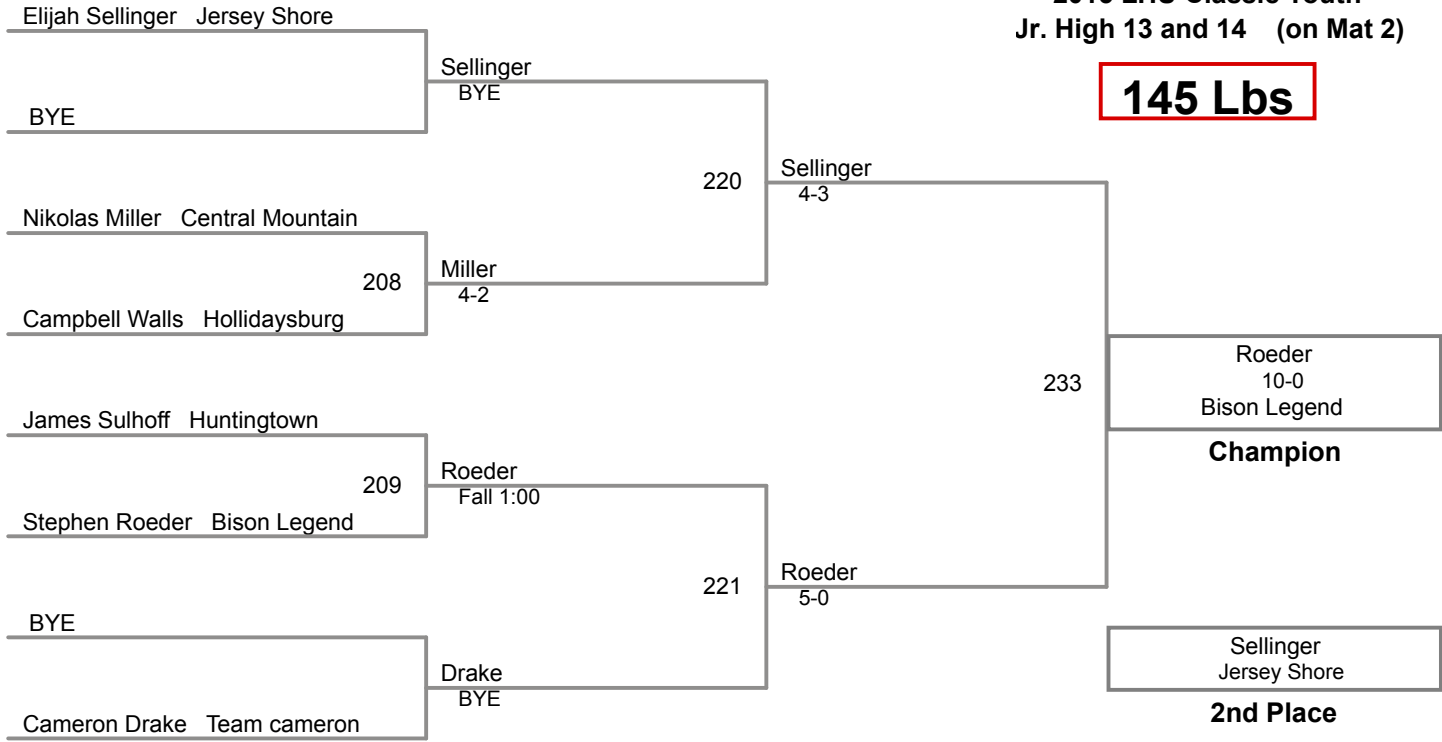 Jr. High 13 and 14 (on Mat 2)
145 Lbs
Elijah Sellinger Jersey Shore
BYE
Sellinger
BYE
Nikolas Miller Central Mountain
208
Campbell Walls Hollidaysburg
Miller
4-2
220
Sellinger
4-3
James Sulhoff Huntingtown
209
Stephen Roeder Bison Legend
Roeder
Fall 1:00
BYE
Cameron Drake Team cameron
Drake
BYE
221
Roeder
5-0
233
Roeder
10-0
Bison Legend
Champion
Sellinger
Jersey Shore
2nd Place